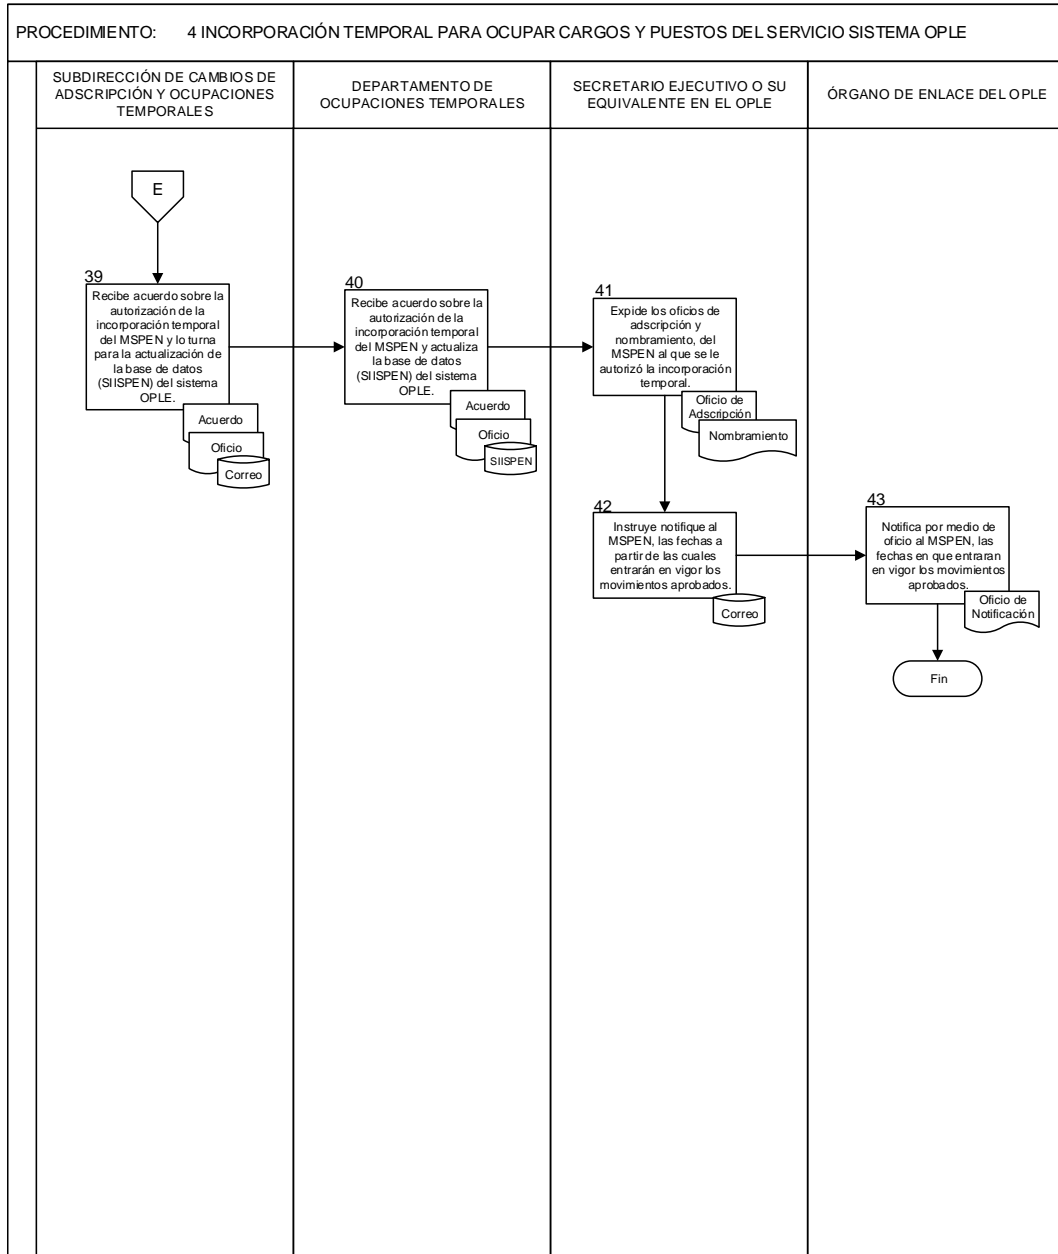 PROCEDIMIENTO: 4 INCORPORACIÓN TEMPORAL PARA OCUPAR CARGOS Y PUESTOS DEL SERVICIO SISTEMA OPLE
SUBDIRECCIÓN DE CAMBIOS DE
ADSCRIPCIÓN Y OCUPACIONES
TEMPORALES
DEPARTAMENTO DE
OCUPACIONES TEMPORALES
SECRETARIO EJECUTIVO O SU
EQUIVALENTE EN EL OPLE
ÓRGANO DE ENLACE DEL OPLE
E
39
Recibe acuerdo sobre la
autorización de la
incorporación temporal
del MSPEN y lo turna
para la actualización de
la base de datos
(SIISPEN) del sistema
OPLE.
Acuerdo
Oficio
Correo
40
Recibe acuerdo sobre la
autorización de la
incorporación temporal
del MSPEN y actualiza
la base de datos
(SIISPEN) del sistema
OPLE.
Acuerdo
Oficio
SIISPEN
41
Expide los oficios de
adscripción y
nombramiento, del
MSPEN al que se le
autorizó la incorporación
temporal.
Oficio de
Adscripción
Nombramiento
42
Instruye notifique al
MSPEN, las fechas a
partir de las cuales
entrarán en vigor los
movimientos aprobados.
Correo
43
Notifica por medio de
oficio al MSPEN, las
fechas en que entraran
en vigor los movimientos
aprobados.
Oficio de
Notificación
Fin